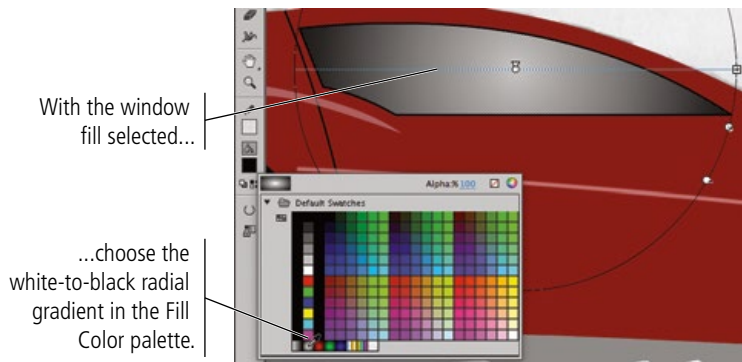 With the window
fill selected...
Alpha:% 100
Default Swatches
...choose the
white-to-black radial
gradient in the Fill
Color palette.